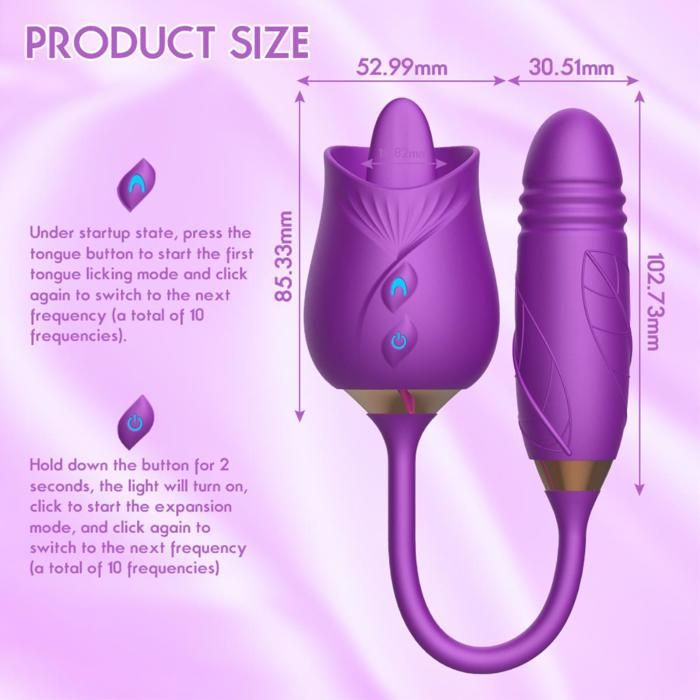 PRODUCT SIZE
52.99mm
30.51mm
85.33mm
102.73mm
Under startup state, press the
tongue button to start the first
tongue licking mode and click
again to switch to the next
frequency (a total of 10
frequencies).
Hold down the button for 2
seconds, the light will turn on,
click to start the expansion
mode, and click again to
switch to the next frequency
(a total of 10 frequencies)